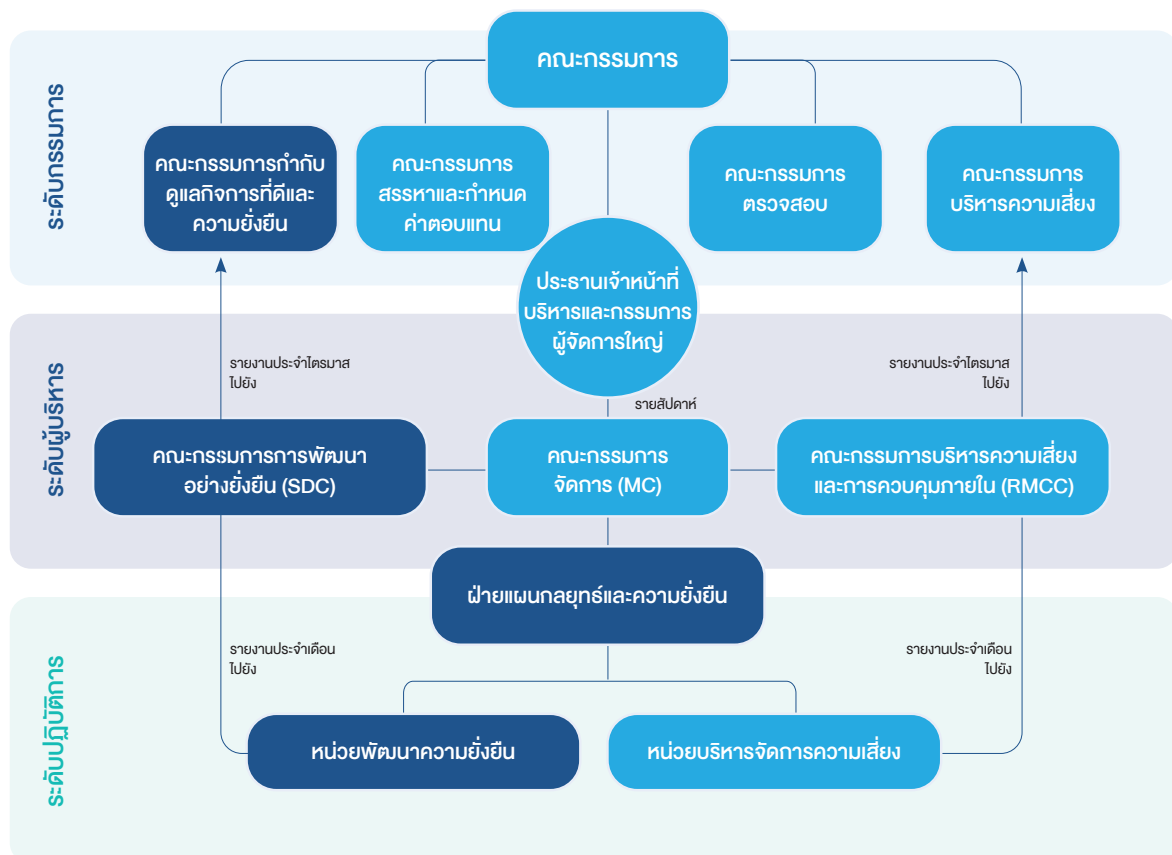 คณะกรรมการ
ระดับกรรมการ
คณะกรรมการกำกับ
ดูแลกิจการที่ดีและ
ความยั่งยืน
คณะกรรมการ
สรรหาและกำหนด
ค่าตอบแทน
คณะกรรมการ
ตรวจสอบ
คณะกรรมการ
บริหารความเสี่ยง
ประธานเจ้าหน้าที่
บริหารและกรรมการ
ผู้จัดการใหญ่
ระดับผู้บริหาร
รายงานประจำไตรมาส
ไปยัง
รายงานประจำไตรมาส
ไปยัง
รายสัปดาห์
คณะกรรมการการพัฒนา
อย่างยั่งยืน (SDC)
คณะกรรมการ
จัดการ (MC)
คณะกรรมการบริหารความเสี่ยง
และการควบคุมภายใน (RMCC)
ฝ่ายแผนกลยุทธ์และความยั่งยืน
ระดับปฏิบัติการ
รายงานประจำเดือน
ไปยัง
รายงานประจำเดือน
ไปยัง
หน่วยพัฒนาความยั่งยืน
หน่วยบริหารจัดการความเสี่ยง